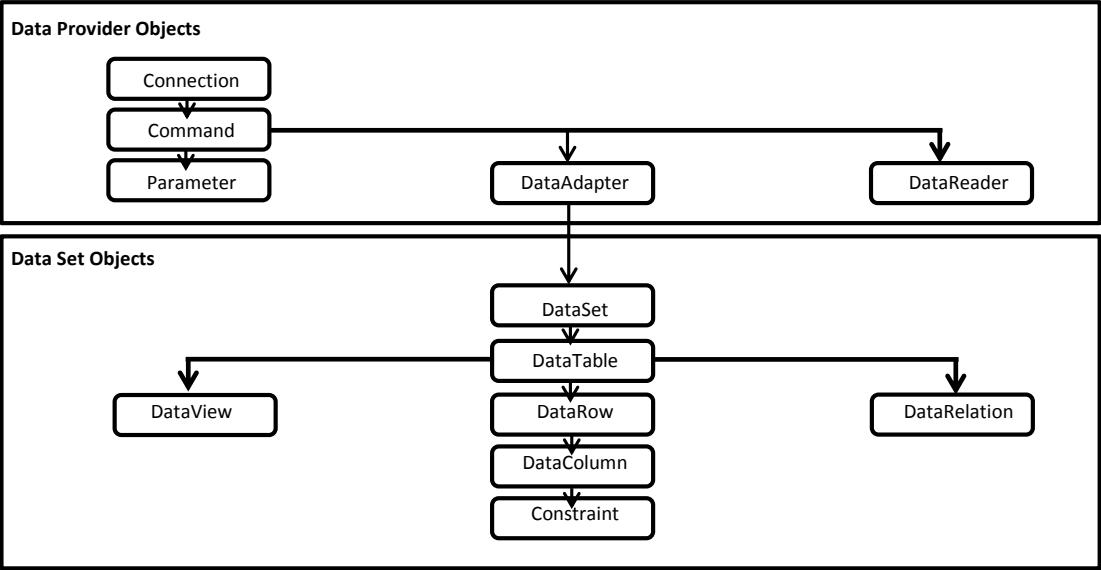 Data Provider Objects
Connection
Command
Parameter
DataAdapter
DataReader
Data Set Objects
DataSet
DataTable
DataView
DataRow
DataRelation
DataColumn
Constraint